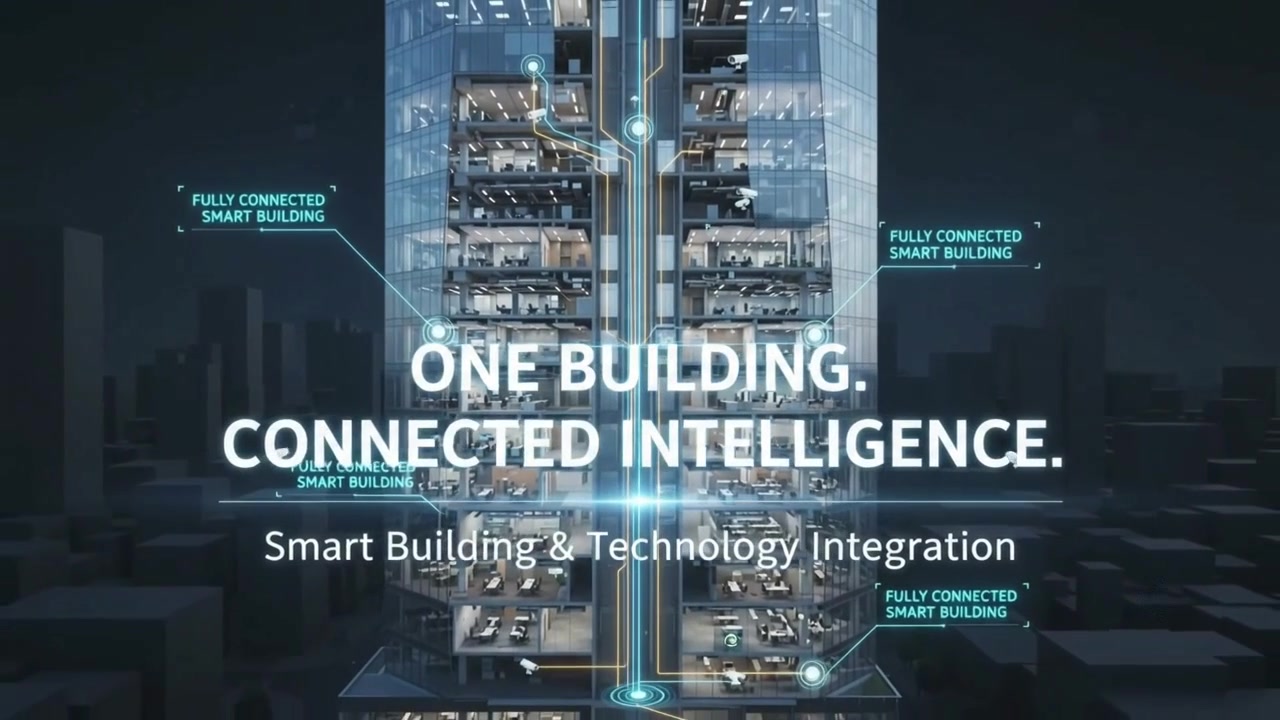 FULLY CONNECTED
SMART BUILDING
FULLY CONNECTED
SMART BUILDING
ONE BUILDING.
CONNECTED INTELLIGENCE.
FULLY CONNECTED
SMART BUILDING
Smart Building & Technology Integration
FULLY CONNECTED
SMART BUILDING